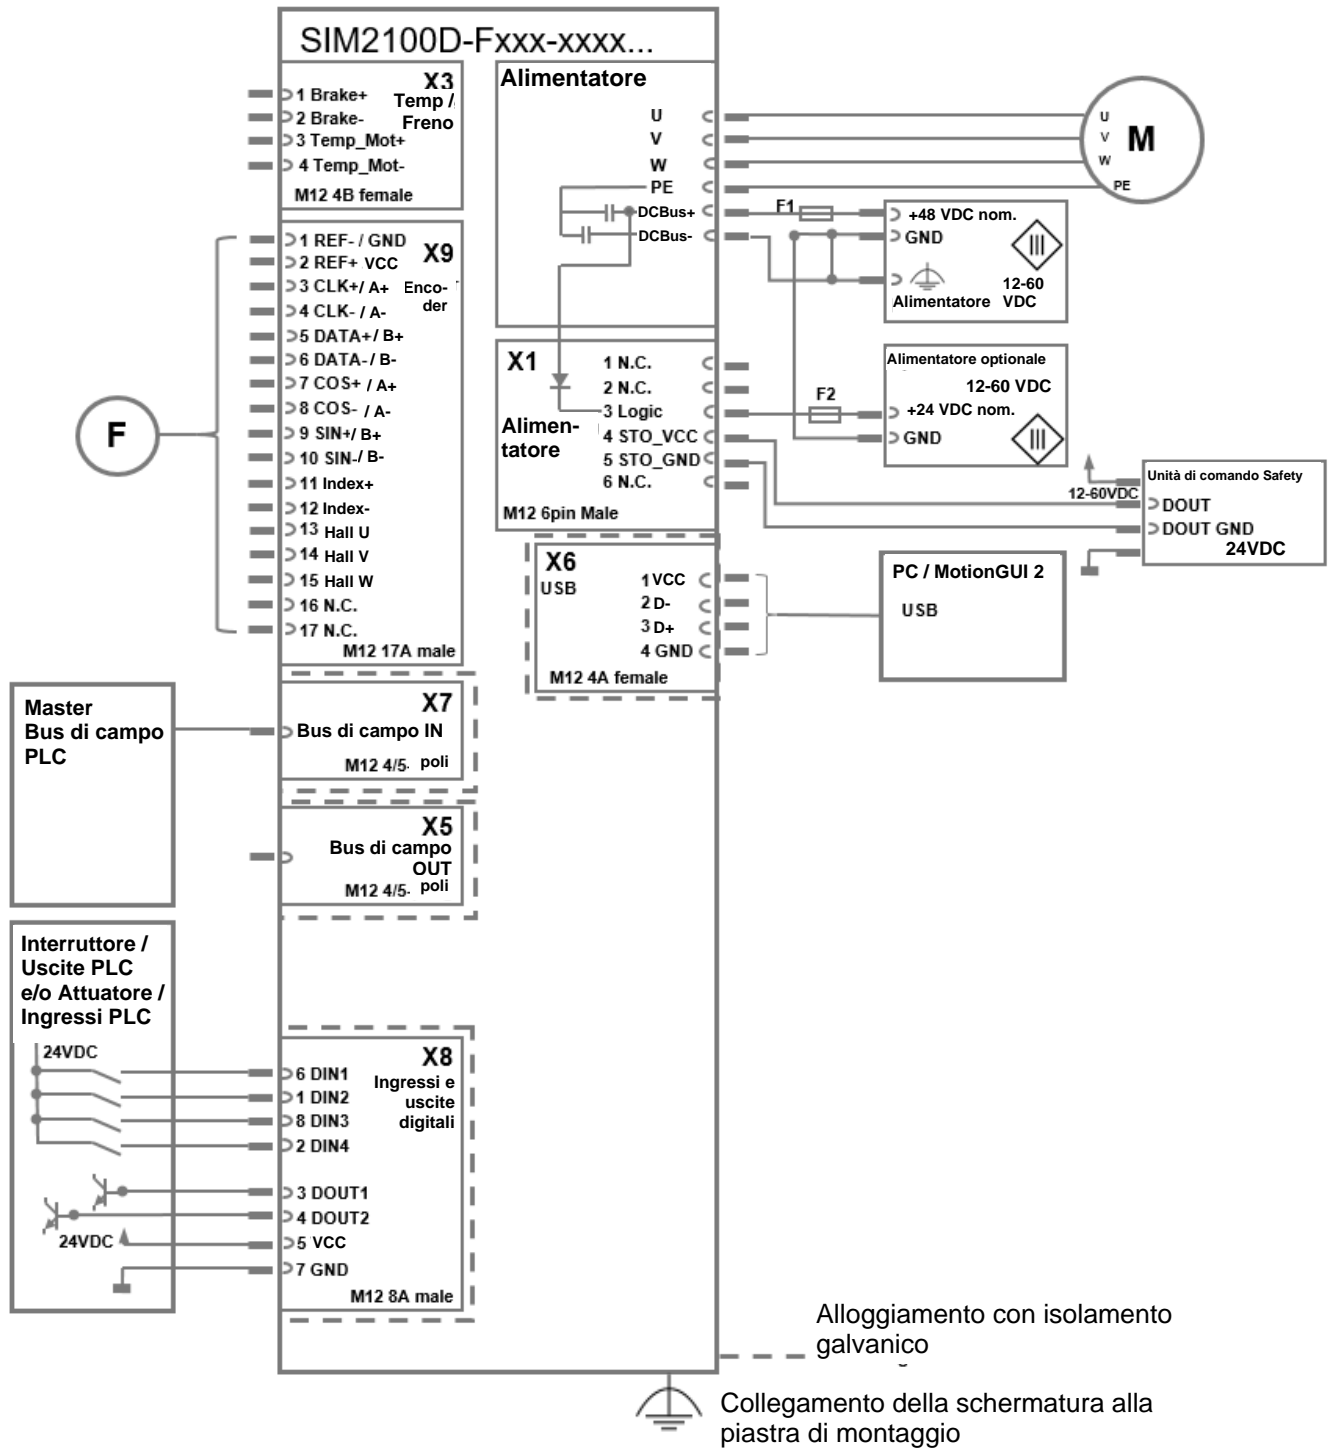 SIM2100D-Fxxx-xxxx...
X3
Temp /
Freno
1 Brake+
2 Brake-
3 Temp_Mot+
4 Temp_Mot-
M12 4B female
Alimentatore
U
V
W
PE
DCBus+
DCBus-
U
V
W
PE
M
F1
+48 VDC nom.
GND
12-60
VDC
Alimentatore
X9
Enco-
der
1 REF- / GND
2 REF+ VCC
3 CLK+/ A+
4 CLK- / A-
5 DATA+/ B+
6 DATA-/ B-
7 COS+ / A+
8 COS- / A-
9 SIN+/ B+
10 SIN-/ B-
11 Index+
12 Index-
13 Hall U
14 Hall V
15 Hall W
16 N.C.
17 N.C.
M12 17A male
F
X1
Alimen-
tatore
1 N.C.
2 N.C.
3 Logic
4 STO_VCC
5 STO_GND
6 N.C.
M12 6pin Male
F2
Alimentatore optionale
12-60 VDC
+24 VDC nom.
GND
Unità di comando Safety
12-60VDC
DOUT
DOUT GND
24VDC
X6
USB
1 VCC
2 D-
3 D+
4 GND
M12 4A female
PC / MotionGUI 2
USB
Master
Bus di campo
PLC
X7
Bus di campo IN
M12 4/5- poli
X5
Bus di campo
OUT
M12 4/5- poli
Interruttore /
Uscite PLC
e/o Attuatore /
Ingressi PLC
24VDC
24VDC
X8
Ingressi e
uscite
digitali
6 DIN1
1 DIN2
8 DIN3
2 DIN4
3 DOUT1
4 DOUT2
5 VCC
7 GND
M12 8A male
Alloggiamento con isolamento
galvanico
Collegamento della schermatura alla
piastra di montaggio